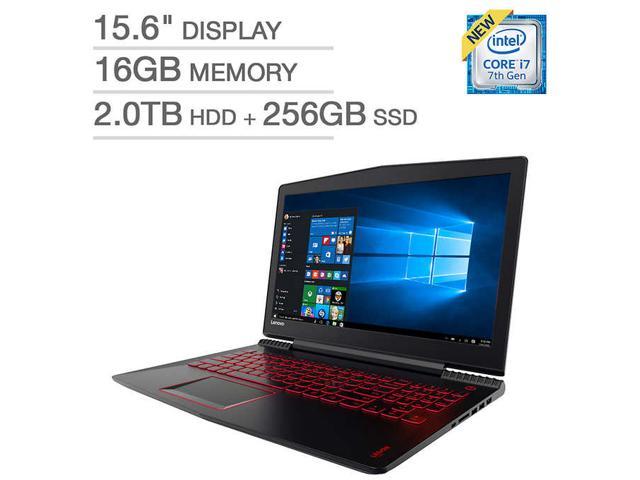 15.6" DISPLAY
16GB MEMORY
2.0TB HDD + 256GB SSD
NEW
intel
CORE i7
7th Gen
Lenovo